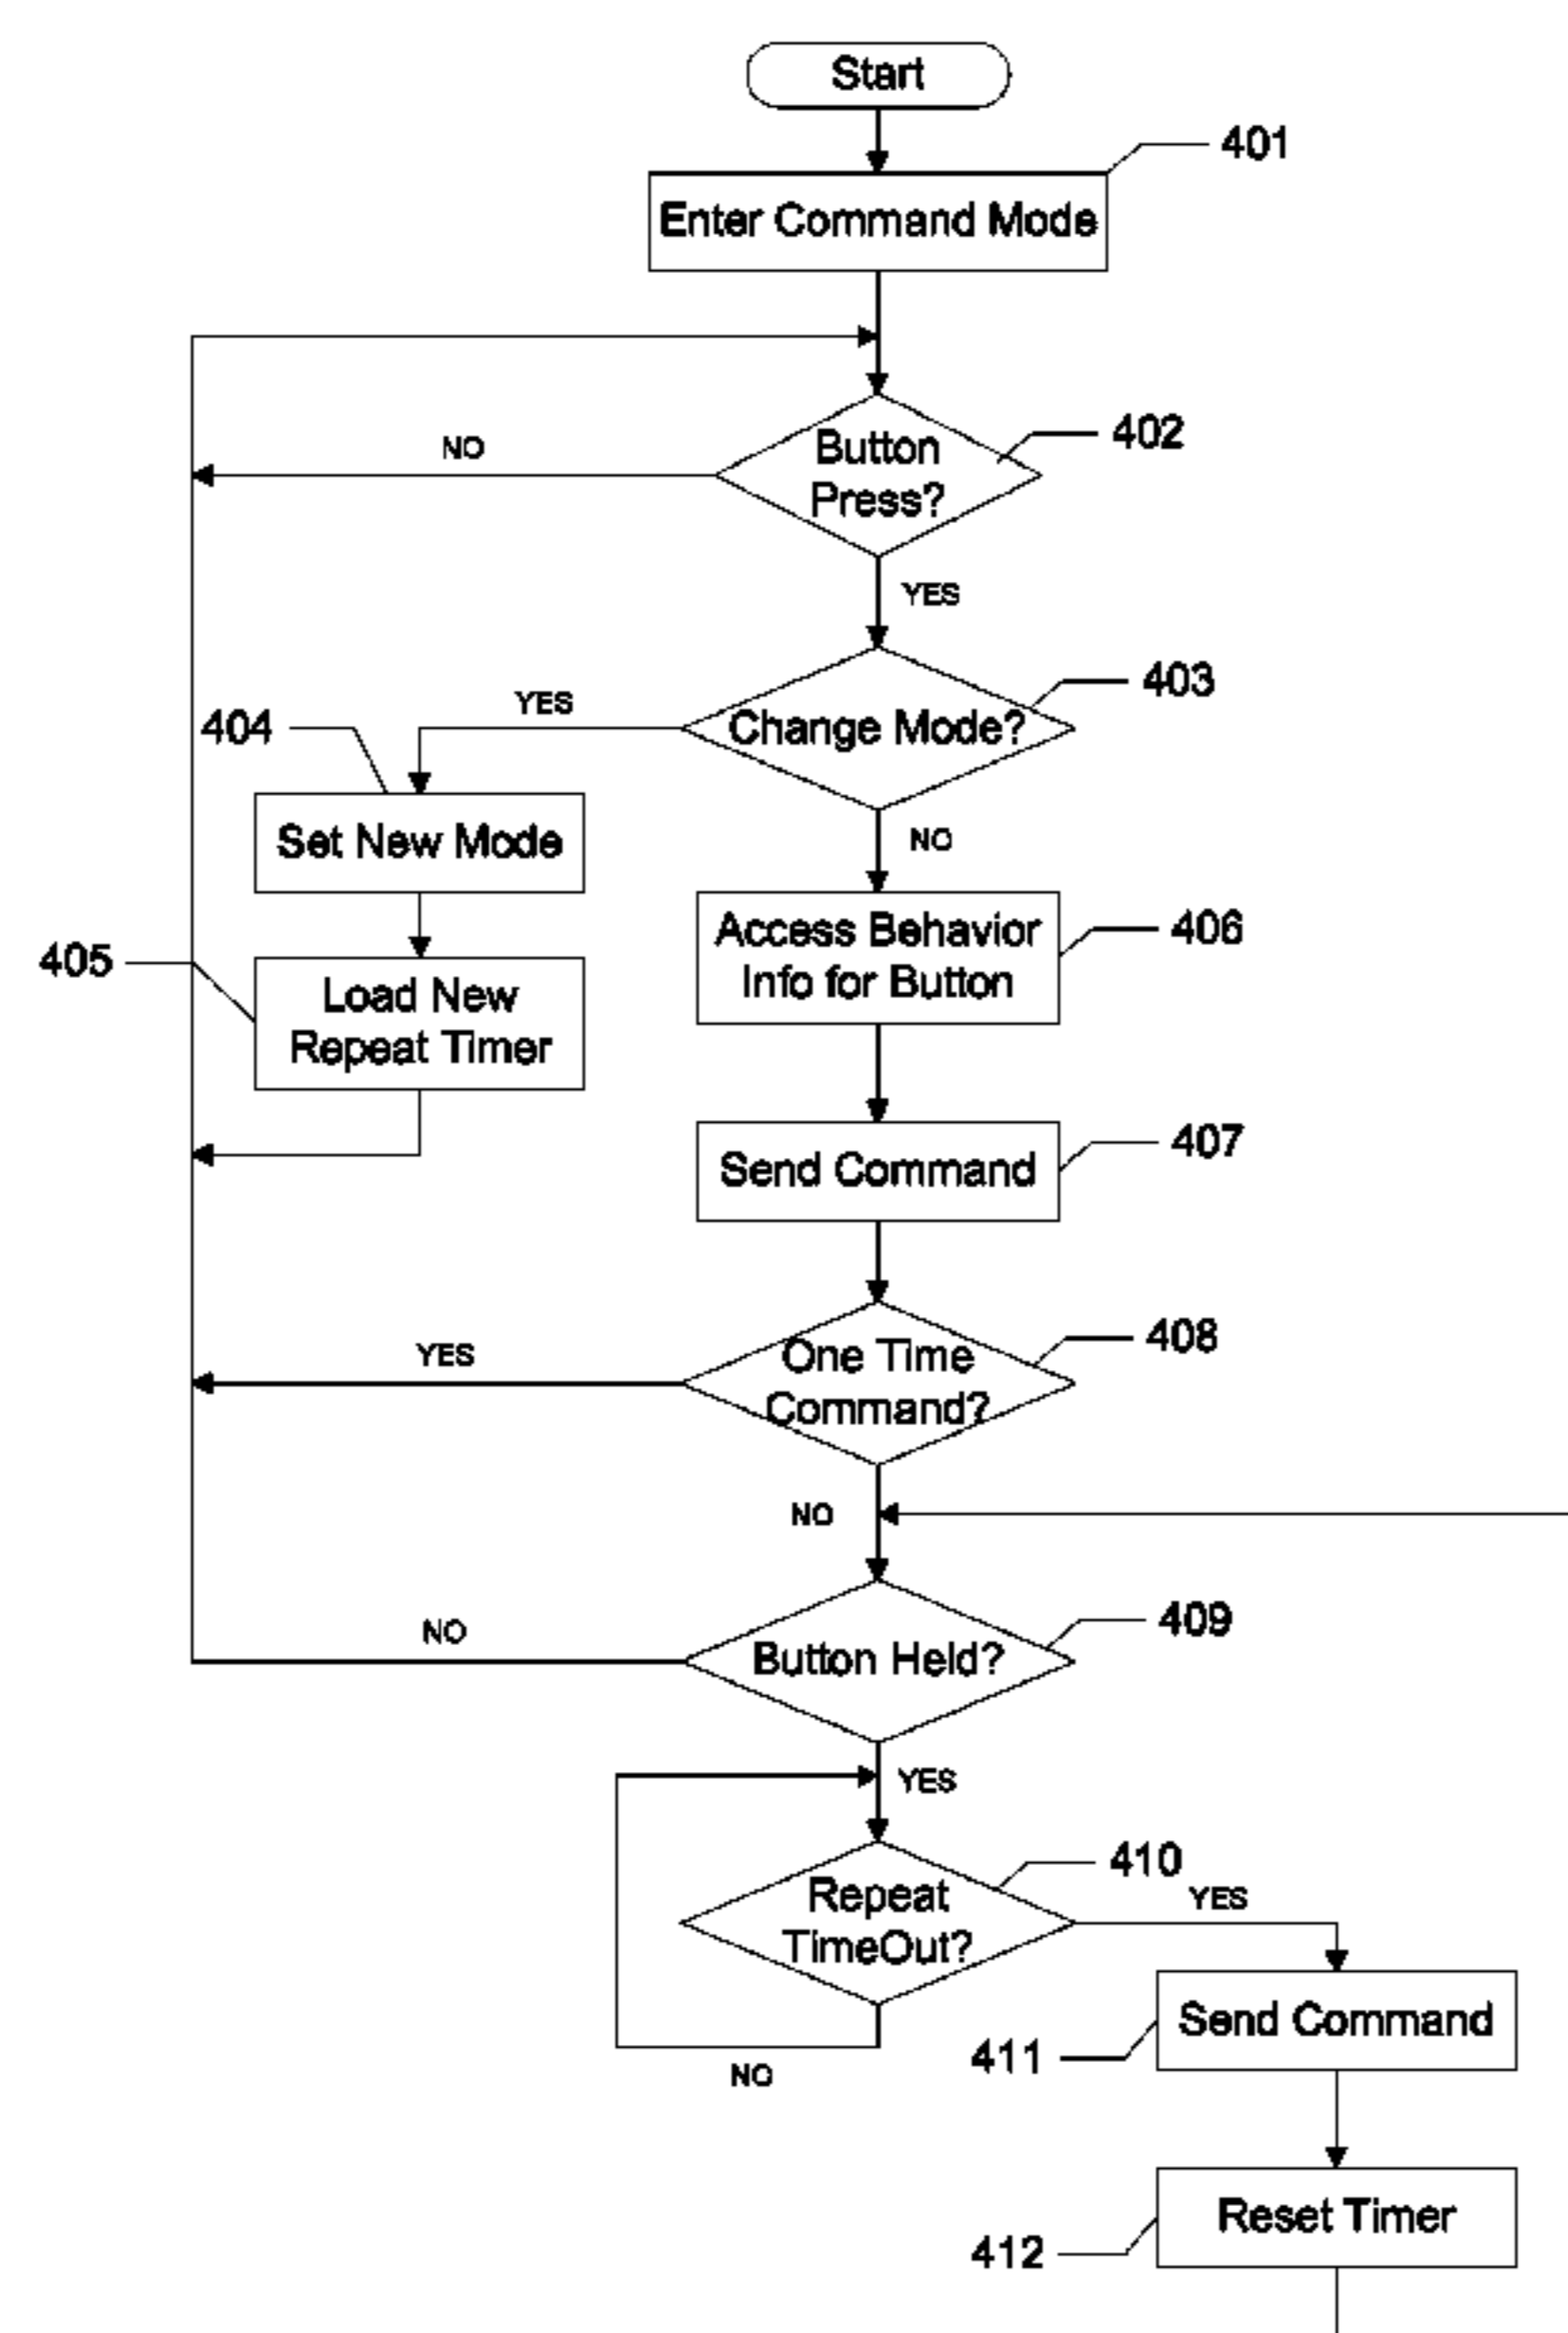 Start
401
Enter Command Mode
402
Button
Press?
NO
YES
403
Change Mode?
YES
404
NO
Set New Mode
406
Access Behavior
Info for Button
405
Load New
Repeat Timer
407
Send Command
408
One Time
Command?
YES
NO
409
Button Held?
NO
YES
410
Repeat
TimeOut?
YES
NO
411
Send Command
412
Reset Timer